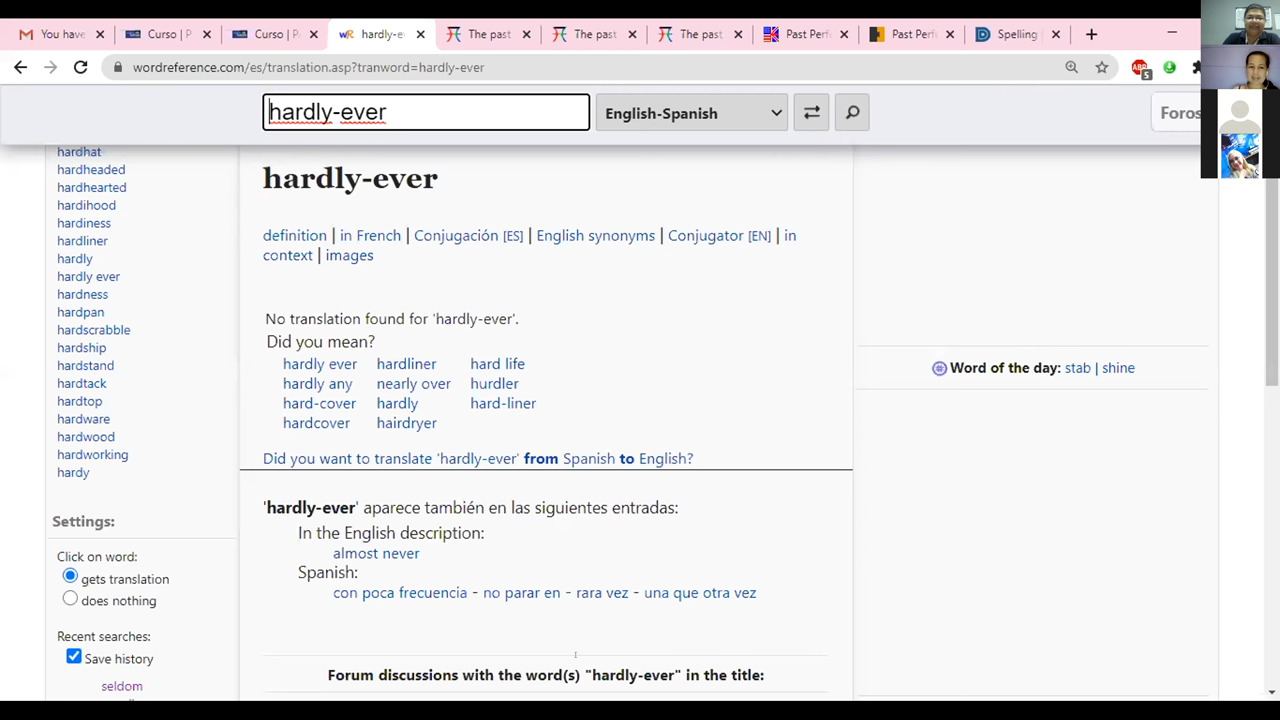 You have
Curso | P
Curso | P
hardly-e
The past
The past
The past
Past Perf
Past Perf
Spelling
wordreference.com/es/translation.asp?tranword=hardly-ever
ABP
5
hardly-ever
English-Spanish
Foros
hardhat
hardheaded
hardhearted
hardihood
hardiness
hardliner
hardly
hardly ever
hardness
hardpan
hardscrabble
hardship
hardstand
hardtack
hardtop
hardware
hardwood
hardworking
hardy
Settings:
Click on word:
gets translation
does nothing
Recent searches:
Save history
seldom
hardly-ever
definition | in French | Conjugación [ES] | English synonyms | Conjugator [EN] | in
context | images
No translation found for 'hardly-ever'.
Did you mean?
hardly ever hardliner hard life
hardly any nearly over hurdler
hard-cover hardly hard-liner
hardcover hairdryer
Did you want to translate 'hardly-ever' from Spanish to English?
'hardly-ever' aparece también en las siguientes entradas:
In the English description:
almost never
Spanish:
con poca frecuencia - no parar en - rara vez - una que otra vez
Forum discussions with the word(s) "hardly-ever" in the title:
Word of the day: stab | shine